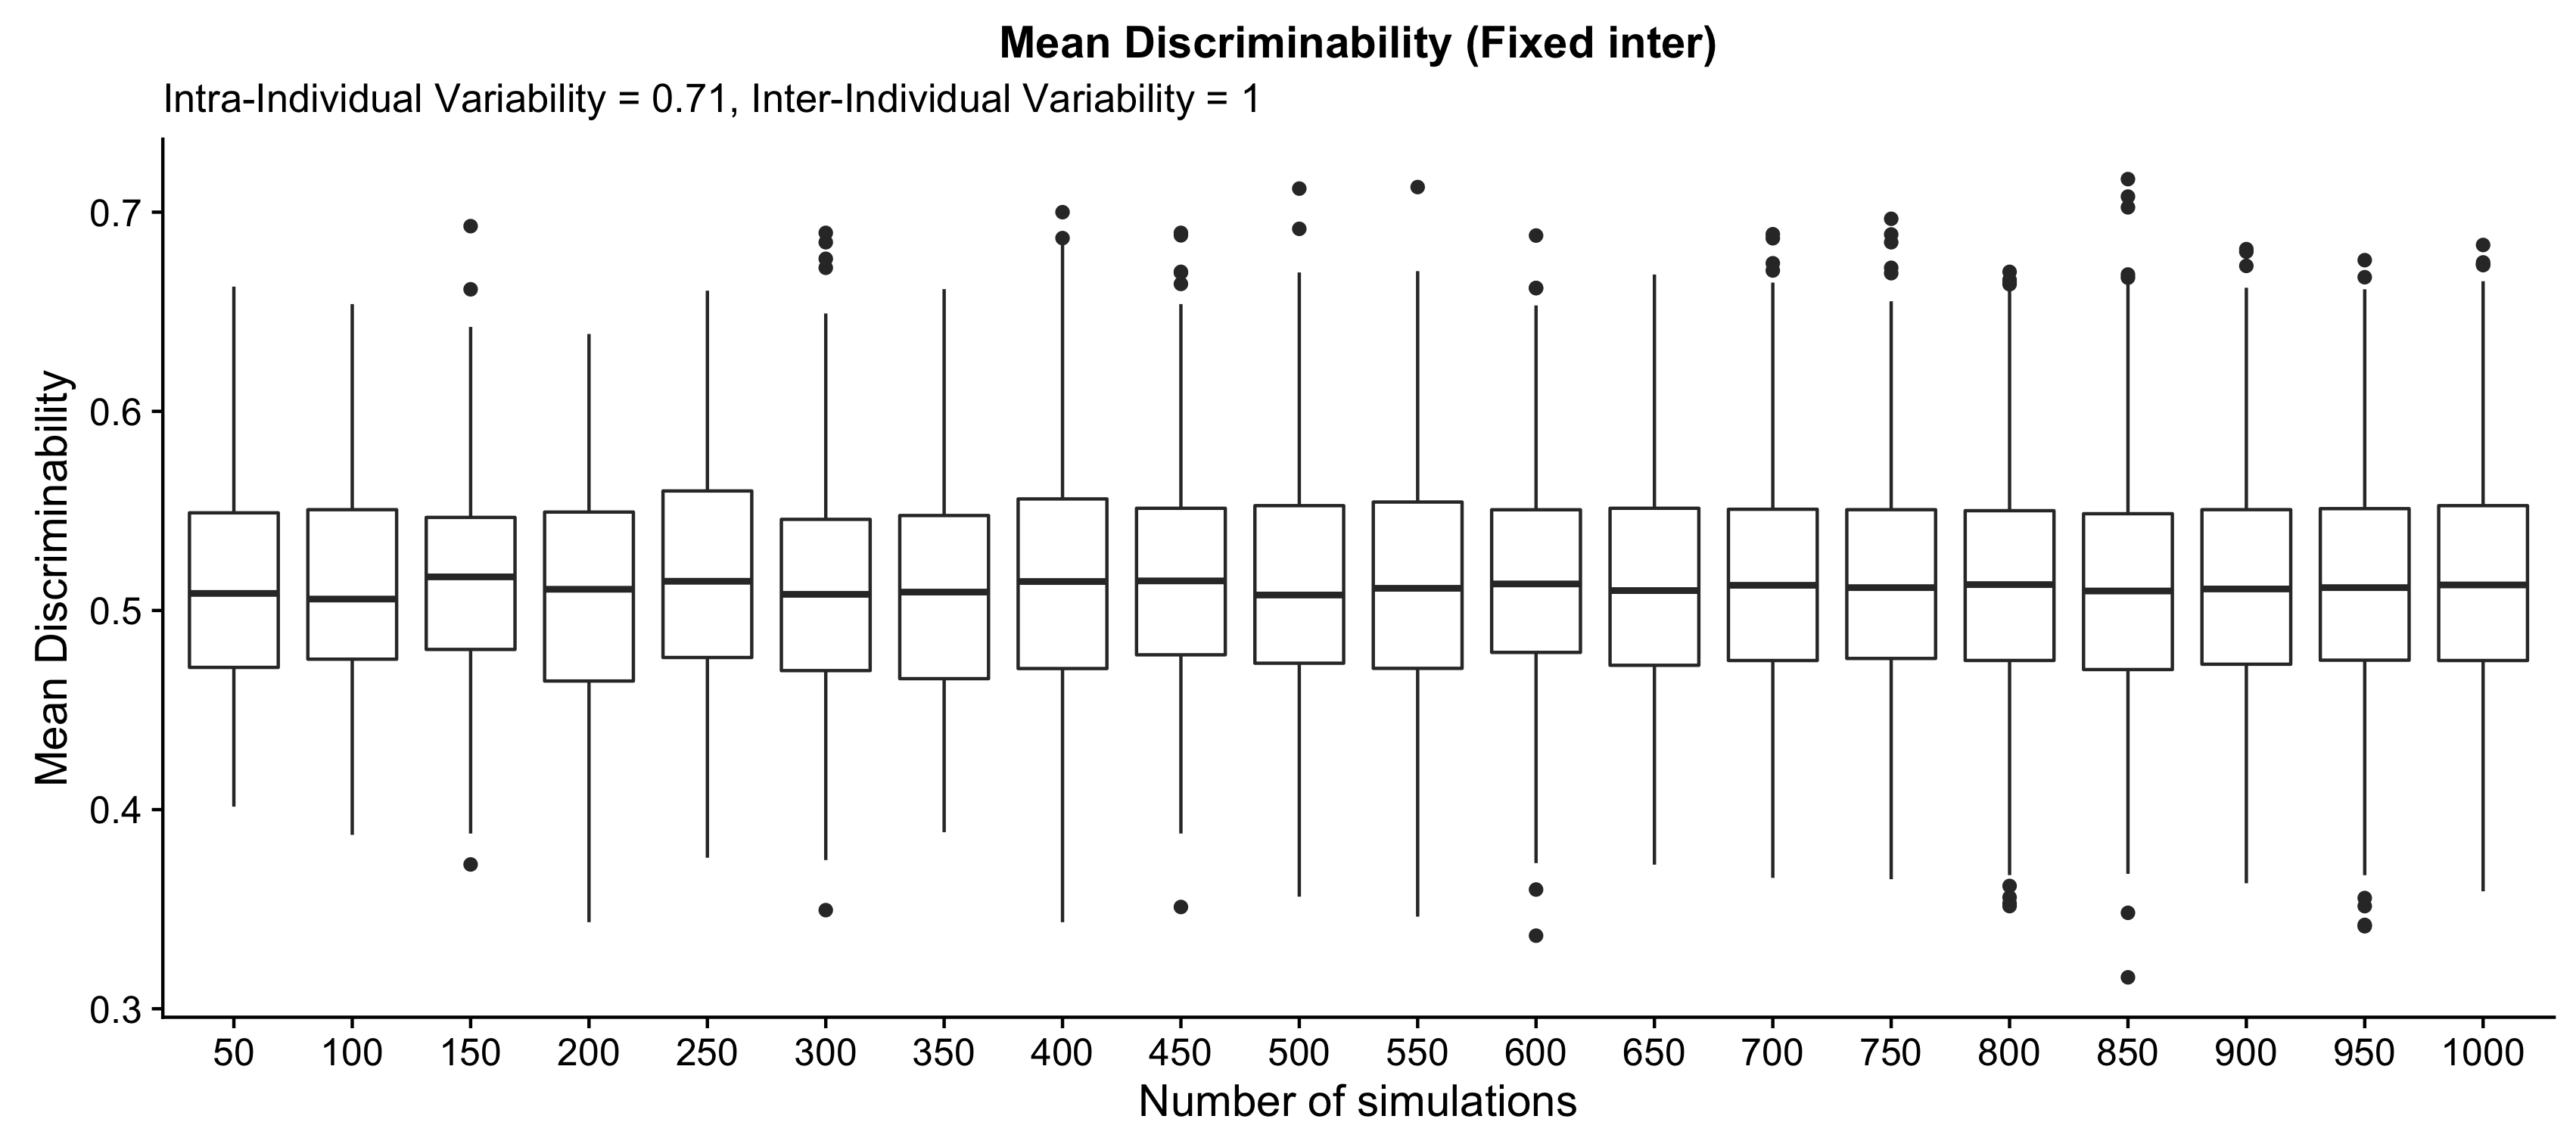 Mean Discriminability (Fixed inter)
Intra-Individual Variability = 0.71, Inter-Individual Variability = 1
Mean Discriminability
0.7
0.6
0.5
0.4
0.3
50 100 150 200 250 300 350 400 450 500 550 600 650 700 750 800 850 900 950 1000
Number of simulations